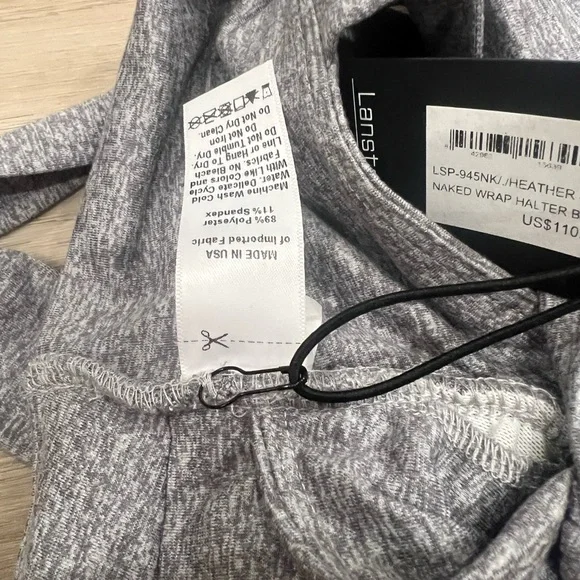 MADE IN USA
of Imported Fabric
89% Polyester
11% Spandex
Machine Wash Cold
Water. Delicate Cycle
With Like Colors and
Fabrics. No Bleach
Do Not Tumble Dry.
Line or Hang To Dry.
Do Not Iron
Do Not Dry Clean.
Lanst
LSP-945NK/./HEATHER
NAKED WRAP HALTER B
US$110